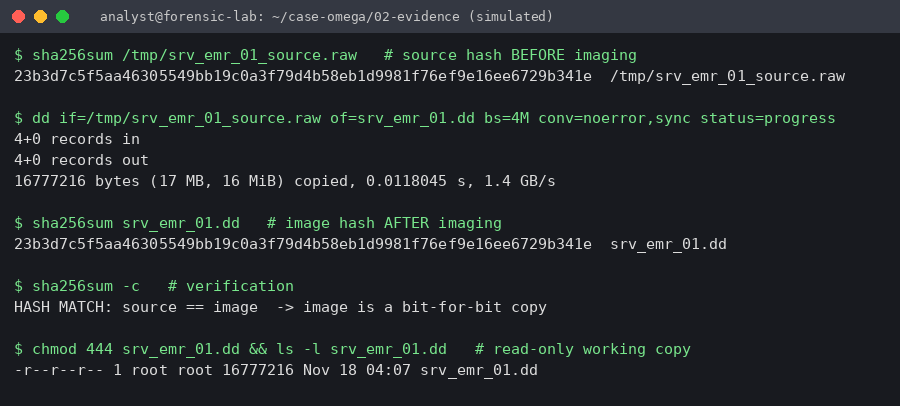 analyst@forensic-lab: ~/case-omega/02-evidence (simulated)
$ sha256sum /tmp/srv_emr_01_source.raw   # source hash BEFORE imaging
23b3d7c5f5aa46305549bb19c0a3f79d4b58eb1d9981f76ef9e16ee6729b341e  /tmp/srv_emr_01_source.raw
$ dd if=/tmp/srv_emr_01_source.raw of=srv_emr_01.dd bs=4M conv=noerror,sync status=progress
4+0 records in
4+0 records out
16777216 bytes (17 MB, 16 MiB) copied, 0.0118045 s, 1.4 GB/s
$ sha256sum srv_emr_01.dd   # image hash AFTER imaging
23b3d7c5f5aa46305549bb19c0a3f79d4b58eb1d9981f76ef9e16ee6729b341e  srv_emr_01.dd
$ sha256sum -c   # verification
HASH MATCH: source == image  -> image is a bit-for-bit copy
$ chmod 444 srv_emr_01.dd && ls -l srv_emr_01.dd   # read-only working copy
-r--r--r-- 1 root root 16777216 Nov 18 04:07 srv_emr_01.dd